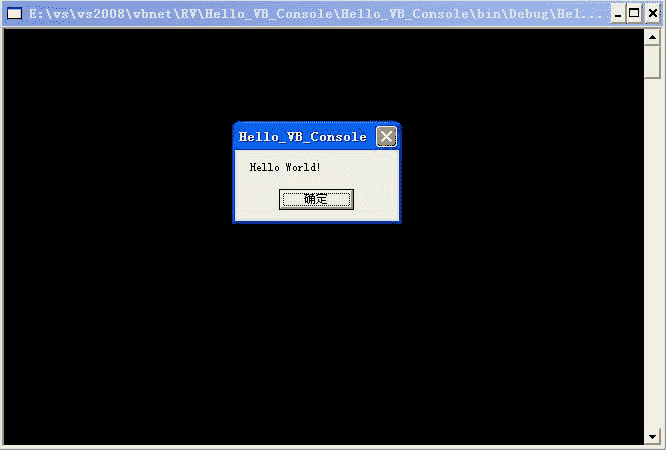 E:\vs\vs2008\vbnet\RV\Hello_VB_Console\Hello_VB_Console\bin\Debug\Hel...
Hello_VB_Console
Hello World!
确定